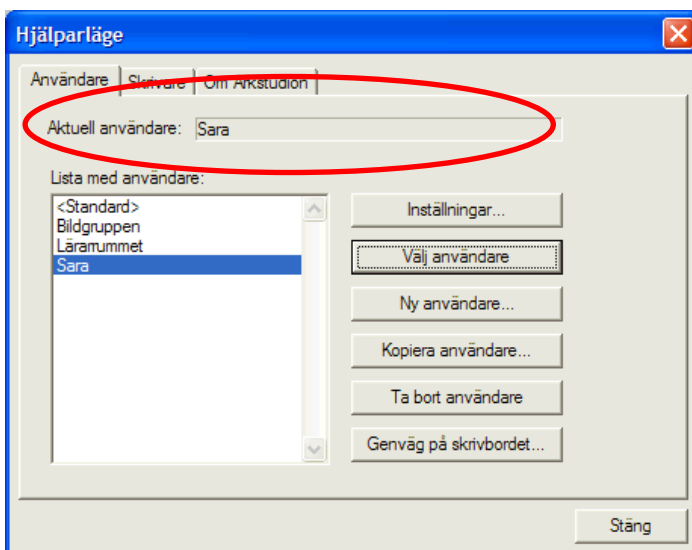 Hjälparläge
Användare Skrivare Om Arkstudion
Aktuell användare: Sara
Lista med användare:
<Standard>
Bildgruppen
Lärarrummet
Sara
Inställningar...
Välj användare
Ny användare...
Kopiera användare...
Ta bort användare
Genväg på skrivbordet...
Stäng